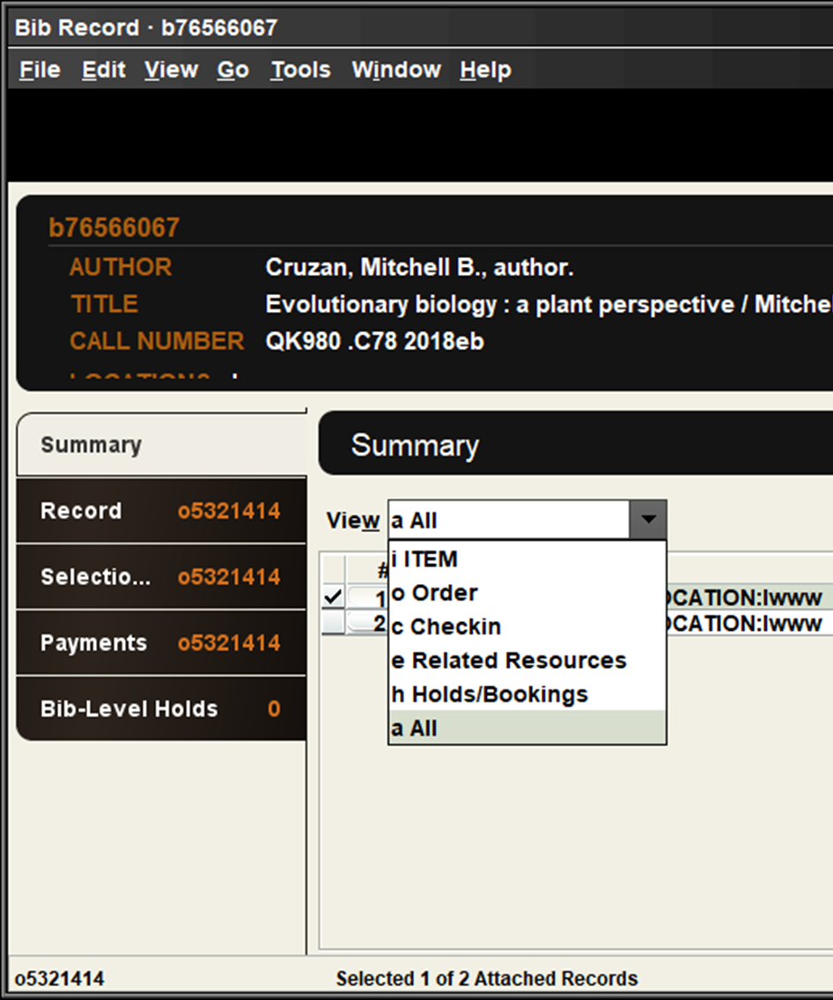 Bib Record · b76566067
File Edit View Go Tools Window Help
b76566067
AUTHOR Cruzan, Mitchell B., author.
TITLE Evolutionary biology : a plant perspective / Mitche
CALL NUMBER QK980 .C78 2018eb
Summary
Record o5321414
Selectio... o5321414
Payments o5321414
Bib-Level Holds 0
Summary
View a All
i ITEM
o Order
c Checkin
e Related Resources
h Holds/Bookings
a All
#
1 OCATION:lwww
2 OCATION:lwww
o5321414 Selected 1 of 2 Attached Records